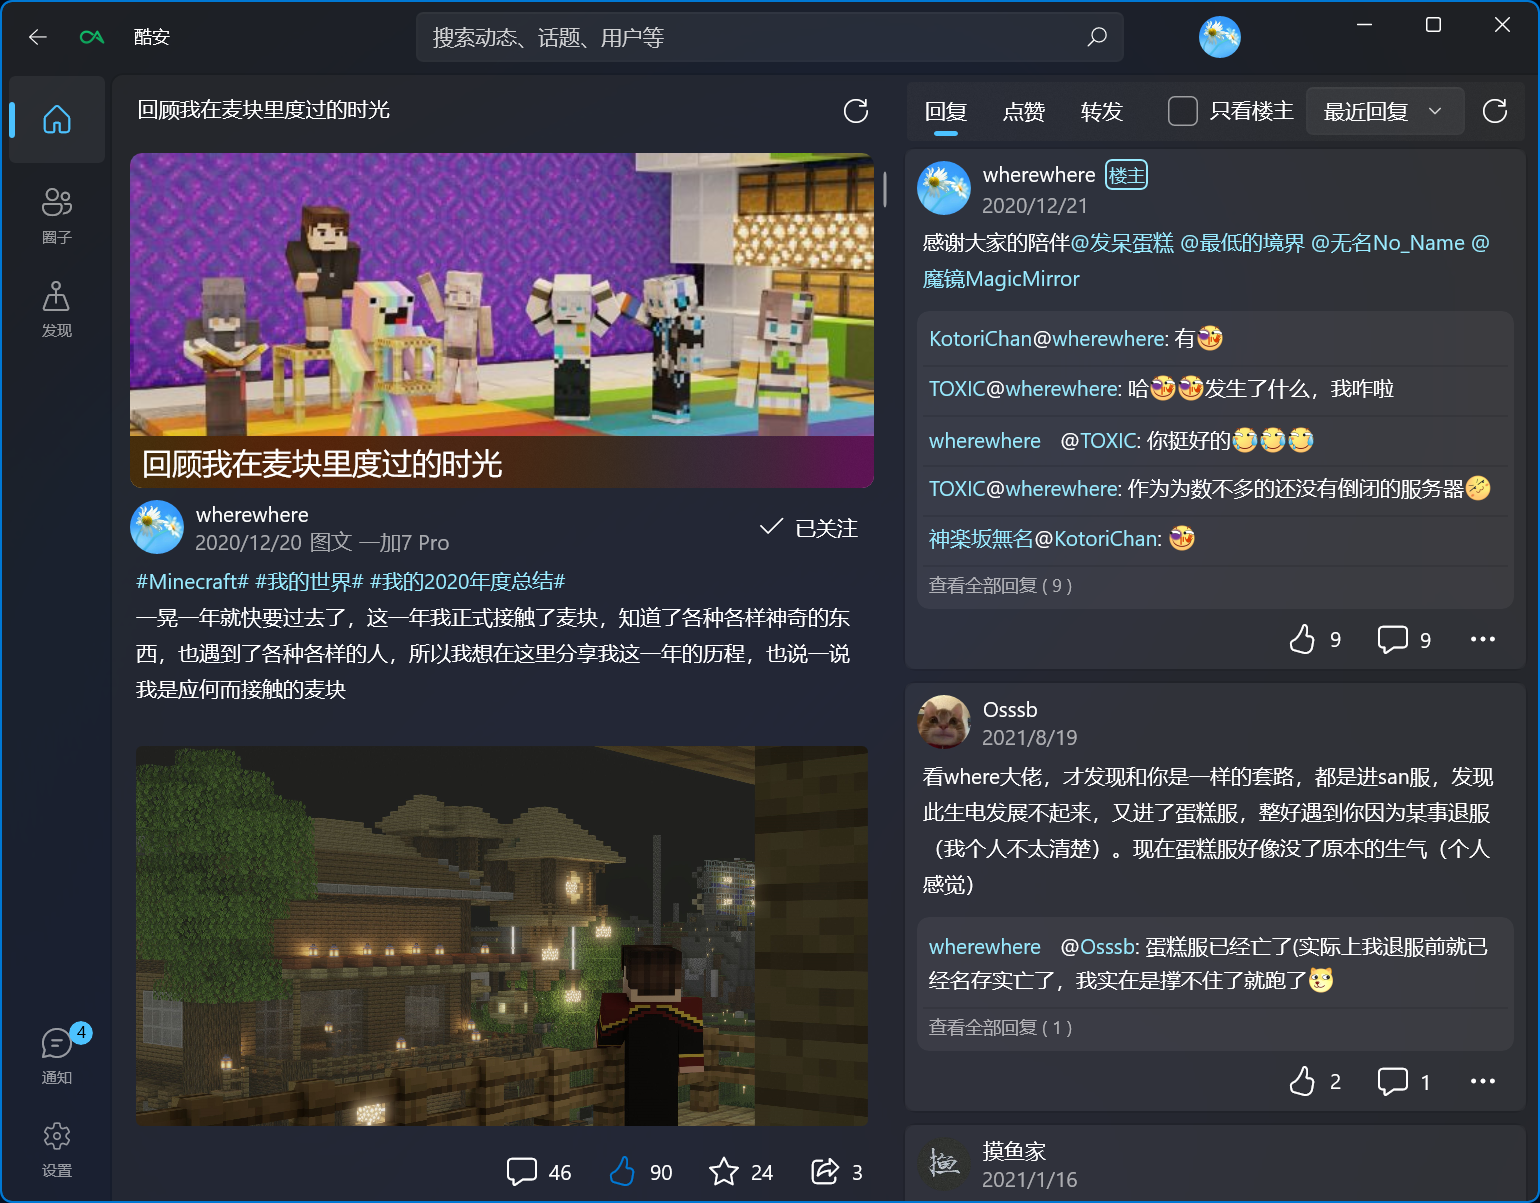 酷安
搜索动态、话题、用户等
圈子
发现
4
通知
设置
回顾我在麦块里度过的时光
回顾我在麦块里度过的时光
wherewhere
2020/12/20 图文 一加7 Pro
已关注
#Minecraft# #我的世界# #我的2020年度总结#
一晃一年就快要过去了，这一年我正式接触了麦块，知道了各种各样神奇的东
西，也遇到了各种各样的人，所以我想在这里分享我这一年的历程，也说一说
我是应何而接触的麦块
46 90 24 3
回复 点赞 转发 只看楼主 最近回复
wherewhere 楼主
2020/12/21
感谢大家的陪伴@发呆蛋糕 @最低的境界 @无名No_Name @
魔镜MagicMirror
KotoriChan@wherewhere: 有
TOXIC@wherewhere: 哈发生了什么，我咋啦
wherewhere @TOXIC: 你挺好的
TOXIC@wherewhere: 作为为数不多的还没有倒闭的服务器
神楽坂無名@KotoriChan:
查看全部回复 ( 9 )
9 9
Osssb
2021/8/19
看where大佬，才发现和你是一样的套路，都是进san服，发现
此生电发展不起来，又进了蛋糕服，整好遇到你因为某事退服
（我个人不太清楚）。现在蛋糕服好像没了原本的生气（个人
感觉）
wherewhere @Osssb: 蛋糕服已经亡了(实际上我退服前就已
经名存实亡了，我实在是撑不住了就跑了
查看全部回复 ( 1 )
2 1
摸鱼家
2021/1/16